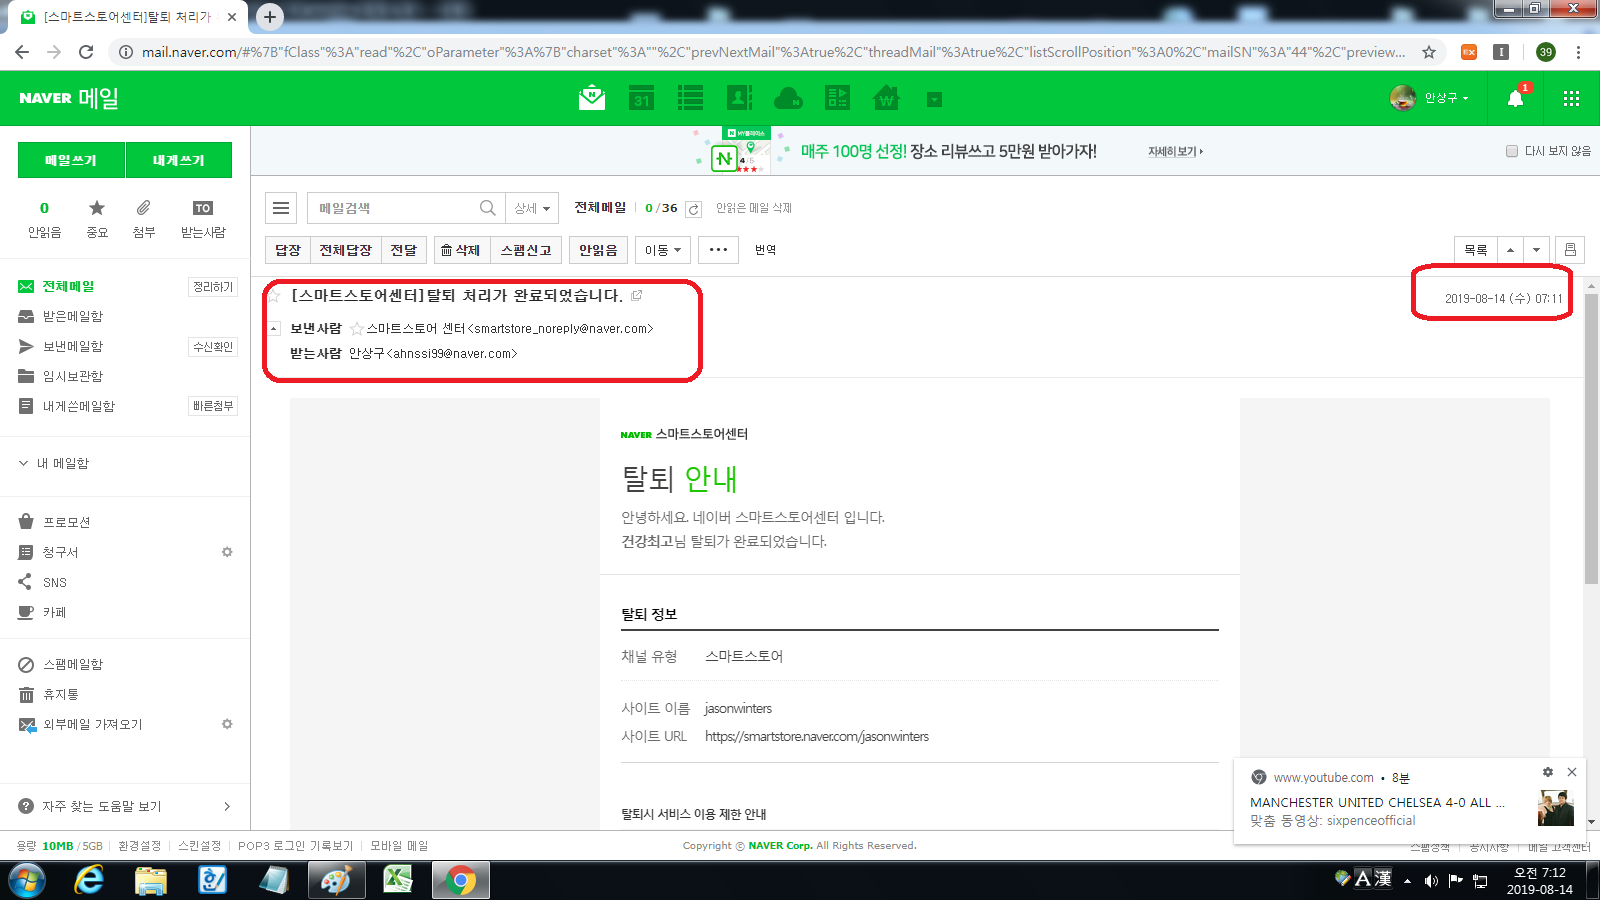 [스마트스토어센터]탈퇴 처리가
mail.naver.com/#%7B"fClass"%3A"read"%2C"oParameter"%3A%7B"charset"%3A""%2C"prevNextMail"%3Atrue%2C"threadMail"%3Atrue%2C"listScrollPosition"%3A0%2C"mailSN"%3A"44"%2C"preview...
39
NAVER 메일
31
안상구
1
메일쓰기 내게쓰기
MY플레이스
매주 100명 선정! 장소 리뷰쓰고 5만원 받아가자!
자세히보기
다시 보지 않음
0
안읽음 중요 첨부
TO
받는사람
메일검색 상세
전체메일 0 / 36 안읽은 메일 삭제
답장 전체답장 전달 삭제 스팸신고 안읽음 이동 ••• 번역 목록
전체메일 정리하기
받은메일함
보낸메일함 수신확인
임시보관함
내게쓴메일함 빠른첨부
내 메일함
프로모션
청구서
SNS
카페
스팸메일함
휴지통
외부메일 가져오기
자주 찾는 도움말 보기
[스마트스토어센터]탈퇴 처리가 완료되었습니다.
2019-08-14 (수) 07:11
보낸사람 스마트스토어 센터<smartstore_noreply@naver.com>
받는사람 안상구<ahnssi99@naver.com>
NAVER 스마트스토어센터
탈퇴 안내
안녕하세요. 네이버 스마트스토어센터 입니다.
건강최고님 탈퇴가 완료되었습니다.
탈퇴 정보
채널 유형 스마트스토어
사이트 이름 jasonwinters
사이트 URL https://smartstore.naver.com/jasonwinters
탈퇴시 서비스 이용 제한 안내
www.youtube.com • 8분
MANCHESTER UNITED CHELSEA 4-0 ALL ...
맞춤 동영상: sixpenceofficial
용량 10MB / 5GB 환경설정 스킨설정 POP3 로그인 기록보기 모바일 메일
Copyright © NAVER Corp. All Rights Reserved.
스팸정책 공지사항 메일 고객센터
A 漢
오전 7:12
2019-08-14